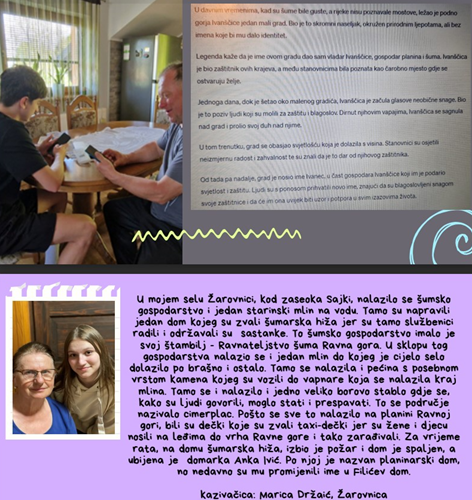 U davnim vremenima, kad su šume bile guste, a rijeke nisu poznavale mostove, ležao je podno
gorja Ivanščice jedan mali grad. Bio je to skromni naseljak, okružen prirodnim ljepotama, ali bez
imena koje bi mu dalo identitet.
Legenda kaže da je ime ovom gradu dao sam vladar Ivanščice, gospodar planina i šuma. Ivanščica
je bio zaštitnik ovih krajeva, a među stanovnicima bila poznata kao čarobno mjesto gdje se
ostvaruju želje.
Jednoga dana, dok je šetao oko malenog gradića, Ivanščica je začula glasove neobične snage. Bio
je to poziv ljudi koji su molili za zaštitu i blagoslov. Dirnut njihovim vapajima, Ivanščica se sagnula
nad grad i prolio svoj duh nad njime.
U tom trenutku, grad se obasjao svjetlošću koja je dolazila s visina. Stanovnici su osjetili
neizmjernu radost i zahvalnost te su znali da je to dar od njihovog zaštitnika.
Od tada pa nadalje, grad je nosio ime Ivanec, u čast gospodara Ivančice koji im je podario
svjetlost i zaštitu. Ljudi su s ponosom prihvatili novo ime, znajući da su blagoslovljeni snagom
svoje zaštitnice i da će im ona uvijek biti uzor i potpora u svim izazovima života.
U mojem selu Žarovnici, kod zaseoka Sajki, nalazilo se šumsko
gospodarstvo i jedan starinski mlin na vodu. Tamo su napravili
jedan dom kojeg su zvali šumarska hiža jer su tamo službenici
radili i održavali su sastanke. To šumsko gospodarstvo imalo je
svoj štambilj - Ravnateljstvo šuma Ravna gora. U sklopu tog
gospodarstva nalazio se i jedan mlin do kojeg je cijelo selo
dolazilo po brašno i ostalo. Tamo se nalazila i pećina s posebnom
vrstom kamena kojeg su vozili do vapnare koja se nalazila kraj
mlina. Tamo se i nalazilo i jedno veliko borovo stablo gdje se,
kako su ljudi govorili, moglo stati i prespavati. To se područje
nazivalo cimerplac. Pošto se sve to nalazilo na planini Ravnoj
gori, bili su dečki koje su zvali taxi-dečki jer su žene i djecu
nosili na leđima do vrha Ravne gore i tako zarađivali. Za vrijeme
rata, na domu šumarska hiža, izbio je požar i dom je spaljen, a
ubijena je domarka Anka Ivić. Po njoj je nazvan planinarski dom,
no nedavno su mu promijenili ime u Filićev dom.
Kazivačica: Marica Držaić, Žarovnica